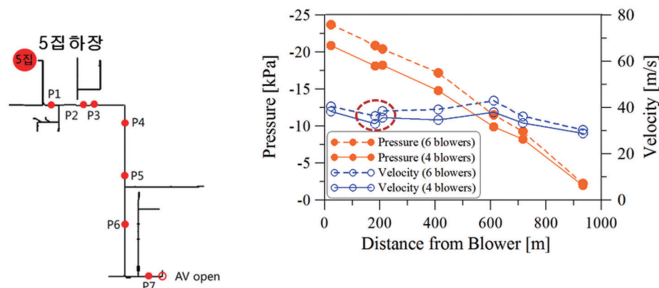 5집
5집하장
P1
P2
P3
P4
P5
P6
P7
AV open
Pressure [kPa]
-25
-20
-15
-10
-5
-0
Pressure (6 blowers)
Pressure (4 blowers)
Velocity (6 blowers)
Velocity (4 blowers)
80
60
40
20
0
Velocity [m/s]
0 200 400 600 800 1000
Distance from Blower [m]